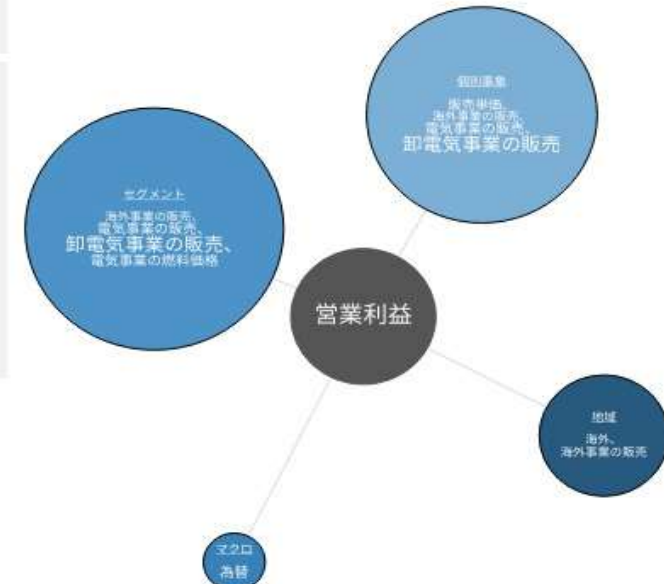 個別事業
販売単価、
海外事業の販売、
電気事業の販売、
卸電気事業の販売
セグメント
海外事業の販売、
電気事業の販売、
卸電気事業の販売、
電気事業の燃料価格
営業利益
地域
海外、
海外事業の販売
マクロ
為替